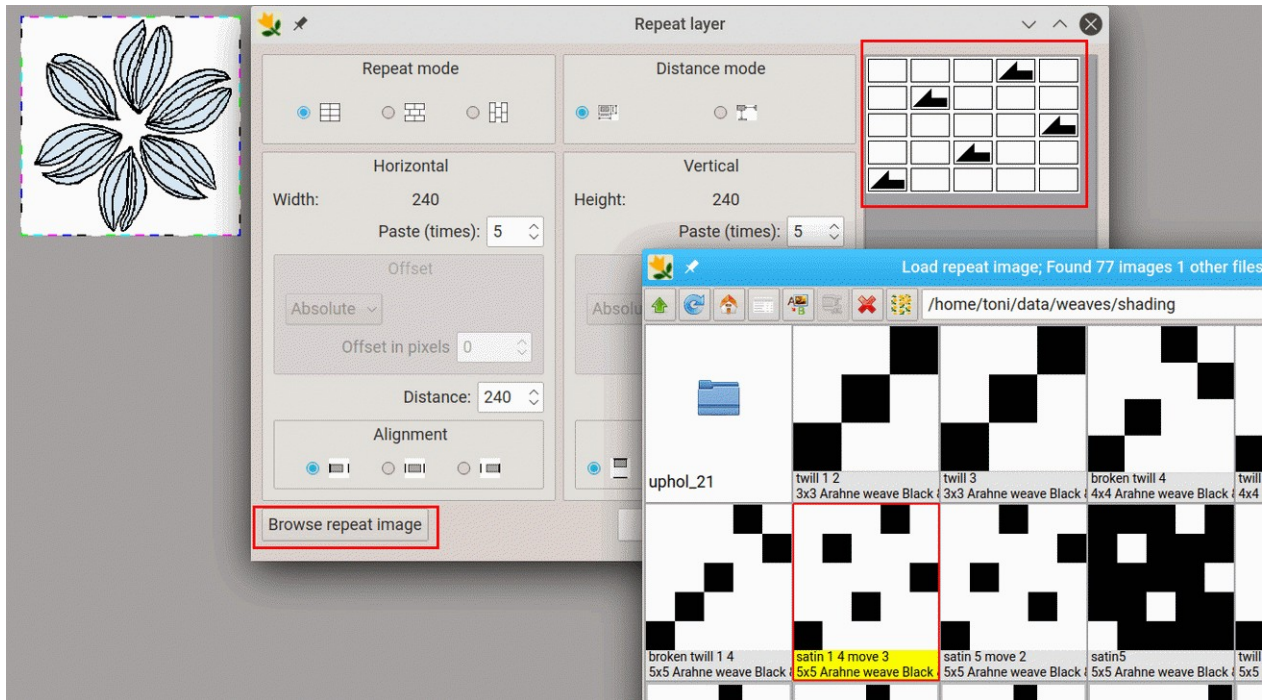 Repeat layer
Repeat mode
Distance mode
Horizontal
Vertical
Width: 240
Height: 240
Paste (times): 5
Paste (times): 5
Offset
Absolute
Offset in pixels 0
Distance: 240
Alignment
Browse repeat image
Load repeat image; Found 77 images 1 other files
/home/toni/data/weaves/shading
uphol_21
twill 1 2
3x3 Arahne weave Black
twill 3
3x3 Arahne weave Black
broken twill 4
4x4 Arahne weave Black
twill
4x4
broken twill 1 4
5x5 Arahne weave Black
satin 1 4 move 3
5x5 Arahne weave Black
satin 5 move 2
5x5 Arahne weave Black
satin5
5x5 Arahne weave Black
twill
5x5